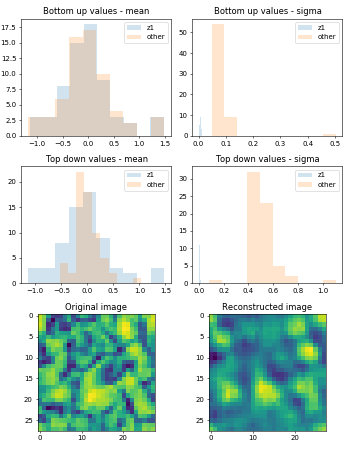 Bottom up values - mean
Bottom up values - sigma
z1
other
z1
other
17.5
15.0
12.5
10.0
7.5
5.0
2.5
0.0
50
40
30
20
10
0
−1.0 −0.5 0.0 0.5 1.0 1.5
0.0 0.1 0.2 0.3 0.4 0.5
Top down values - mean
Top down values - sigma
z1
other
z1
other
20
15
10
5
0
30
25
20
15
10
5
0
−1.0 −0.5 0.0 0.5 1.0 1.5
0.0 0.2 0.4 0.6 0.8 1.0
Original image
Reconstructed image
0
5
10
15
20
25
0
5
10
15
20
25
0 10 20
0 10 20